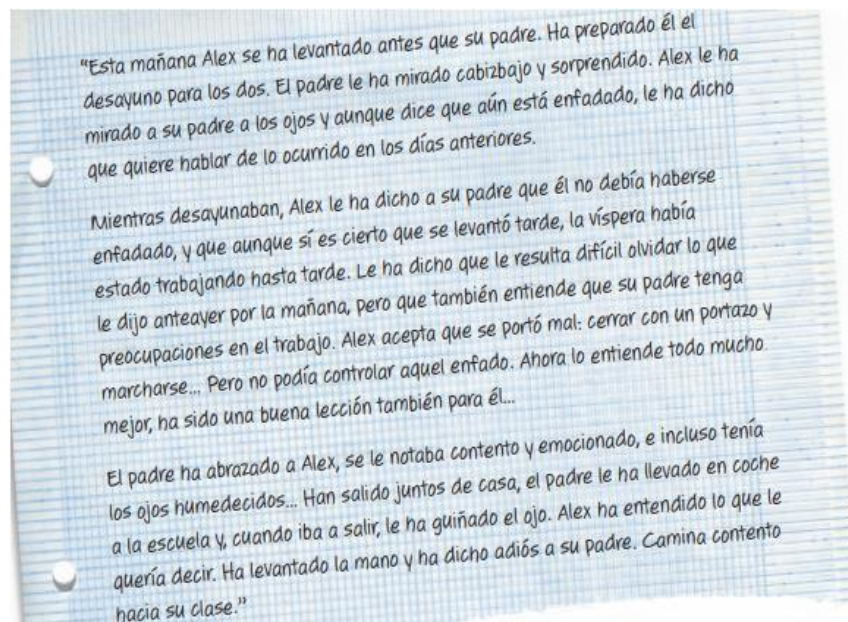 "Esta mañana Alex se ha levantado antes que su padre. Ha preparado él el
desayuno para los dos. El padre le ha mirado cabizbajo y sorprendido. Alex le ha
mirado a su padre a los ojos y aunque dice que aún está enfadado, le ha dicho
que quiere hablar de lo ocurrido en los días anteriores.
Mientras desayunaban, Alex le ha dicho a su padre que él no debía haberse
enfadado, y que aunque sí es cierto que se levantó tarde, la víspera había
estado trabajando hasta tarde. Le ha dicho que le resulta difícil olvidar lo que
le dijo anteayer por la mañana, pero que también entiende que su padre tenga
preocupaciones en el trabajo. Alex acepta que se portó mal: cerrar con un portazo y
marcharse... Pero no podía controlar aquel enfado. Ahora lo entiende todo mucho
mejor, ha sido una buena lección también para él...
El padre ha abrazado a Alex, se le notaba contento y emocionado, e incluso tenía
los ojos humedecidos... Han salido juntos de casa, el padre le ha llevado en coche
a la escuela y, cuando iba a salir, le ha guiñado el ojo. Alex ha entendido lo que le
quería decir. Ha levantado la mano y ha dicho adiós a su padre. Camina contento
hacia su clase."